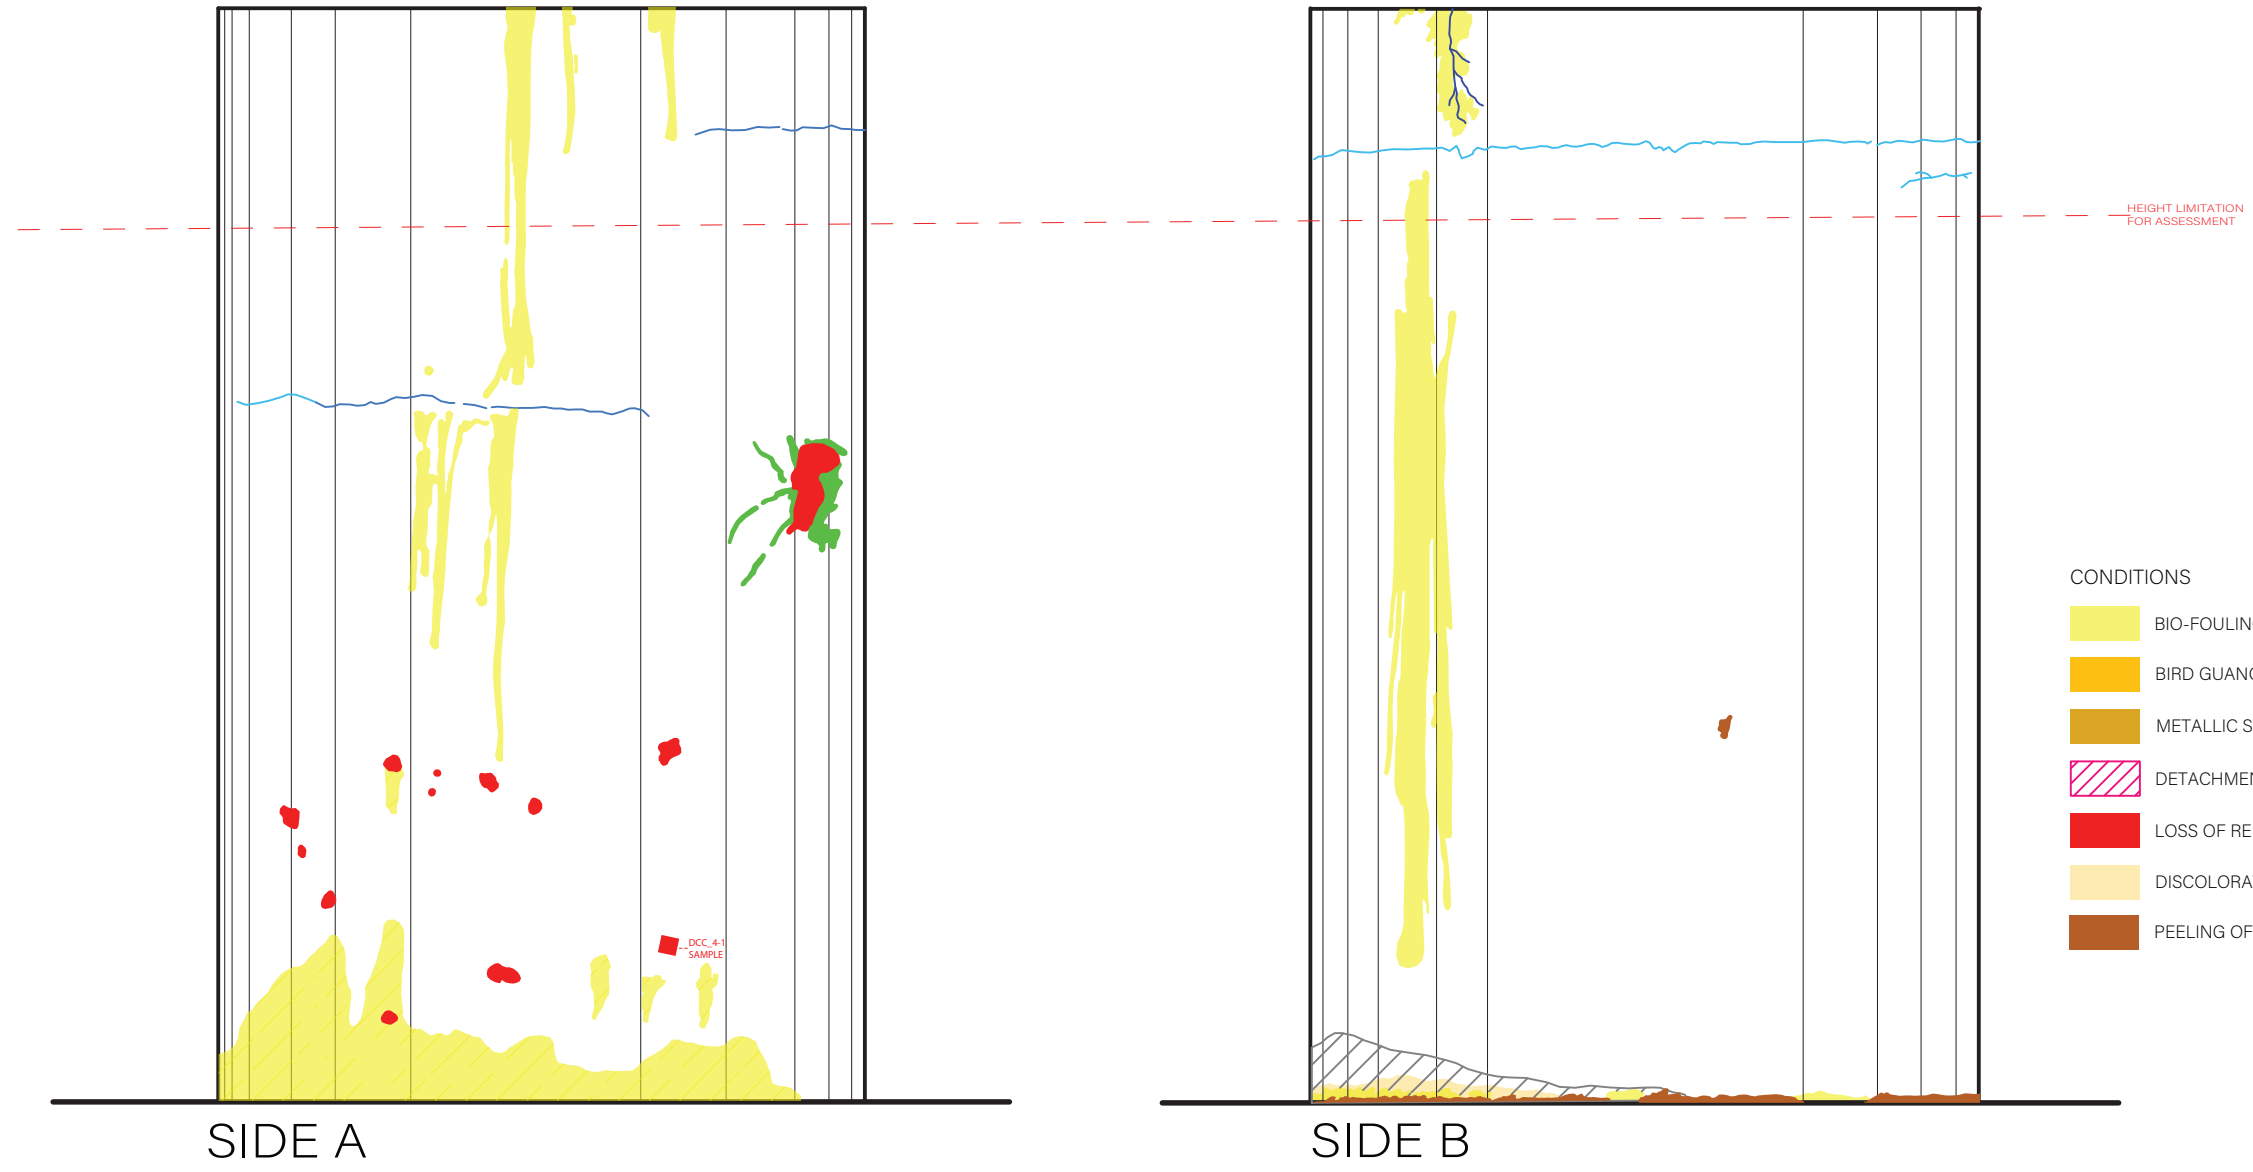 HEIGHT LIMITATION
FOR ASSESSMENT
CONDITIONS
BIO-FOULIN
BIRD GUANO
METALLIC S
DETACHMEN
LOSS OF RE
DISCOLORA
PEELING OF
DCC_4-1
SAMPLE
SIDE A
SIDE B